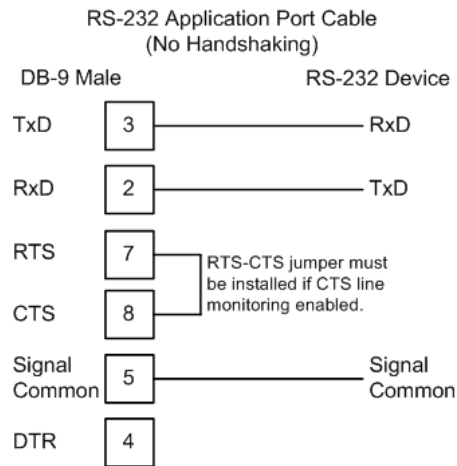 RS-232 Application Port Cable
(No Handshaking)
DB-9 Male RS-232 Device
TxD 3 RxD
RxD 2 TxD
RTS 7
RTS-CTS jumper must
be installed if CTS line
monitoring enabled.
CTS 8
Signal
Common 5 Signal
Common
DTR 4